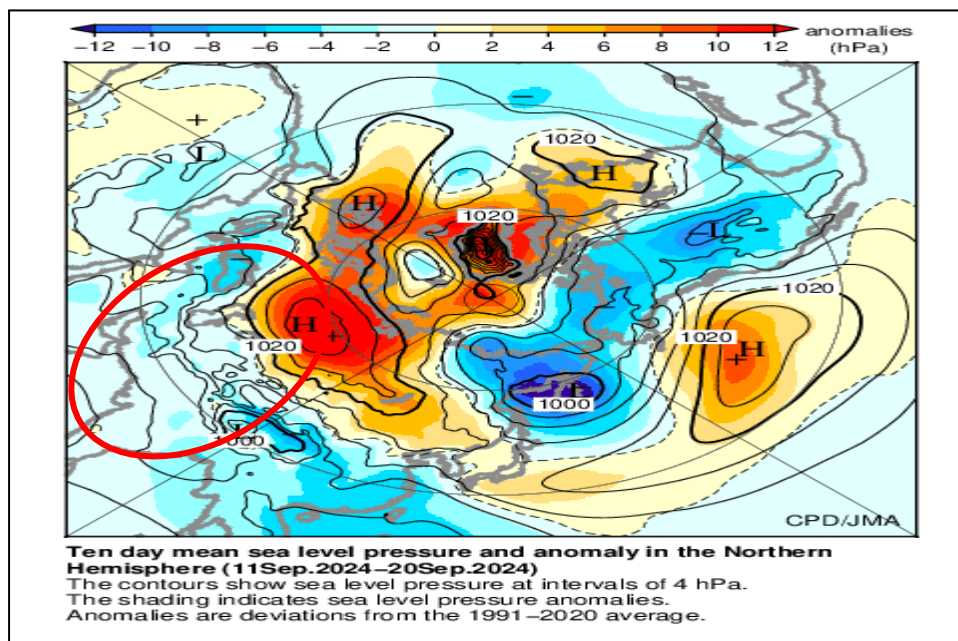 anomalies
−12 −10 −8 −6 −4 −2 0 2 4 6 8 10 12 (hPa)
−
+
1020
L
H
H
1020
L
1020
H
+
1020
1020
H
+
1000
1000
CPD/JMA
Ten day mean sea level pressure and anomaly in the Northern
Hemisphere (11Sep.2024−20Sep.2024)
The contours show sea level pressure at intervals of 4 hPa.
The shading indicates sea level pressure anomalies.
Anomalies are deviations from the 1991−2020 average.